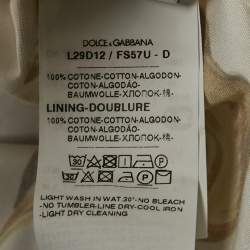 DOLCE & GABBANA
L29D12 / FS57U - D
100% COTONE-COTTON-ALGODON-
COTON-ALGODÃO-
BAUMWOLLE-ХЛОПОК-棉-
LINING-DOUBLURE
100% COTONE-COTTON-ALGODON-
COTON-ALGODÃO-
BAUMWOLLE-ХЛОПОК-棉-
LIGHT WASH IN WAT.30°-NO BLEACH
-NO TUMBLER-LINE DRY-COOL IRON
-LIGHT DRY CLEANING